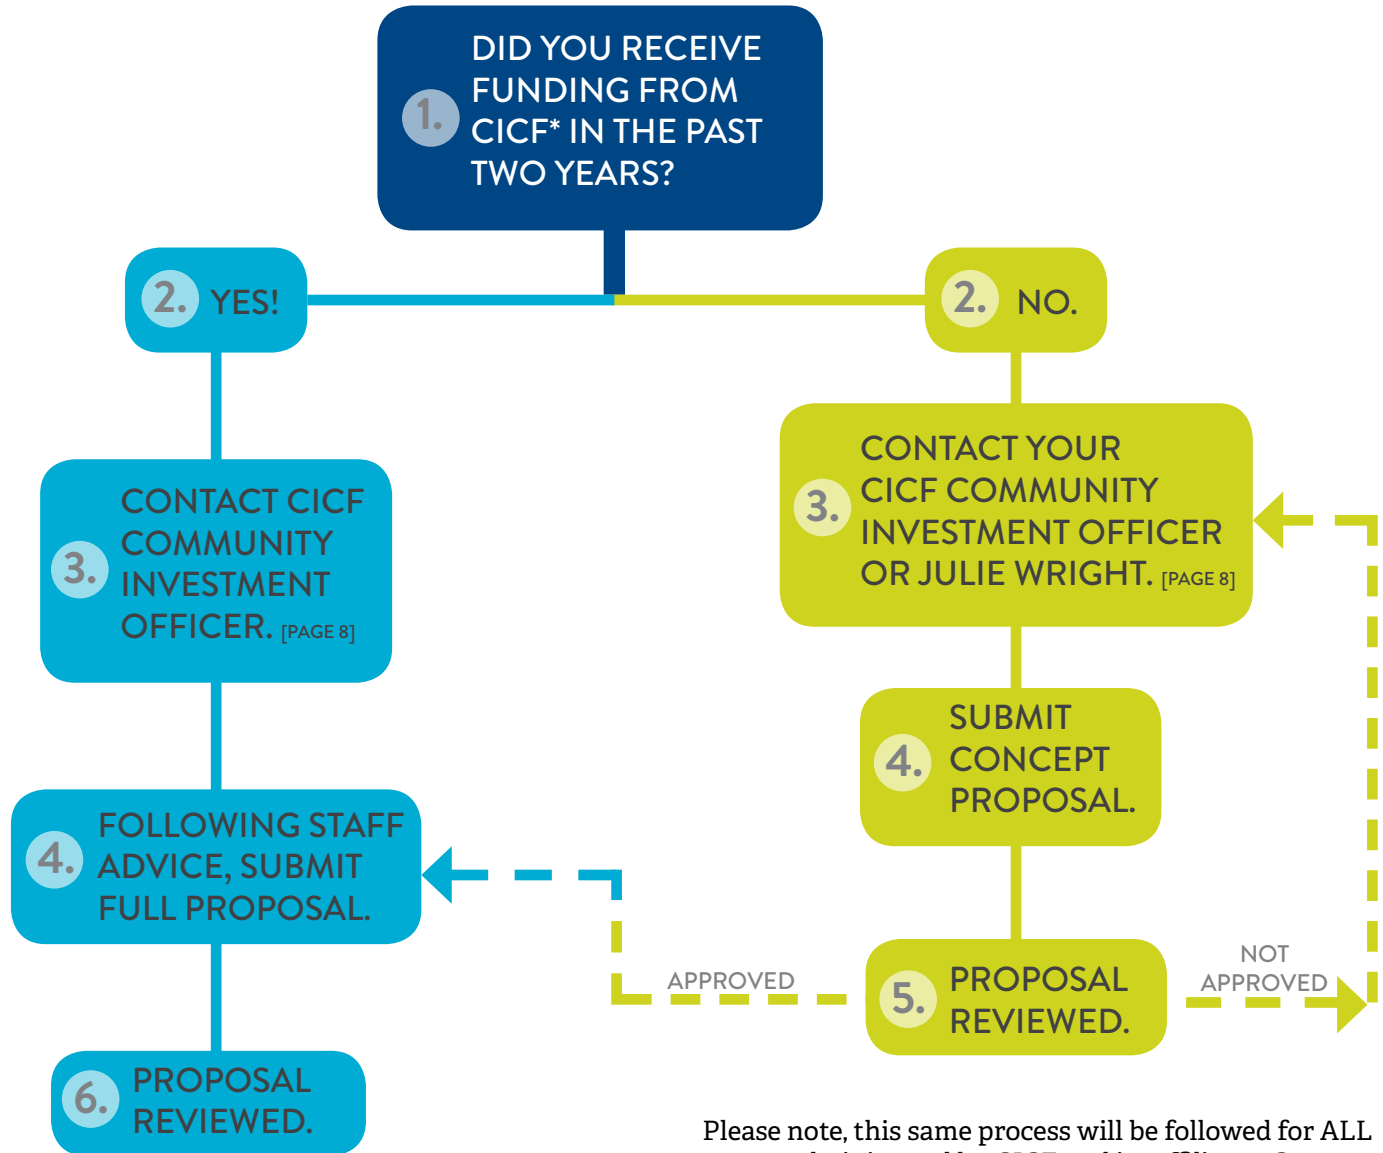 1.
DID YOU RECEIVE
FUNDING FROM
CICF* IN THE PAST
TWO YEARS?
2. YES!
3.
CONTACT CICF
COMMUNITY
INVESTMENT
OFFICER. [PAGE 8]
4.
FOLLOWING STAFF
ADVICE, SUBMIT
FULL PROPOSAL.
6.
PROPOSAL
REVIEWED.
2. NO.
3.
CONTACT YOUR
CICF COMMUNITY
INVESTMENT OFFICER
OR JULIE WRIGHT. [PAGE 8]
4.
SUBMIT
CONCEPT
PROPOSAL.
5.
PROPOSAL
REVIEWED.
APPROVED
NOT
APPROVED
Please note, this same process will be followed for ALL